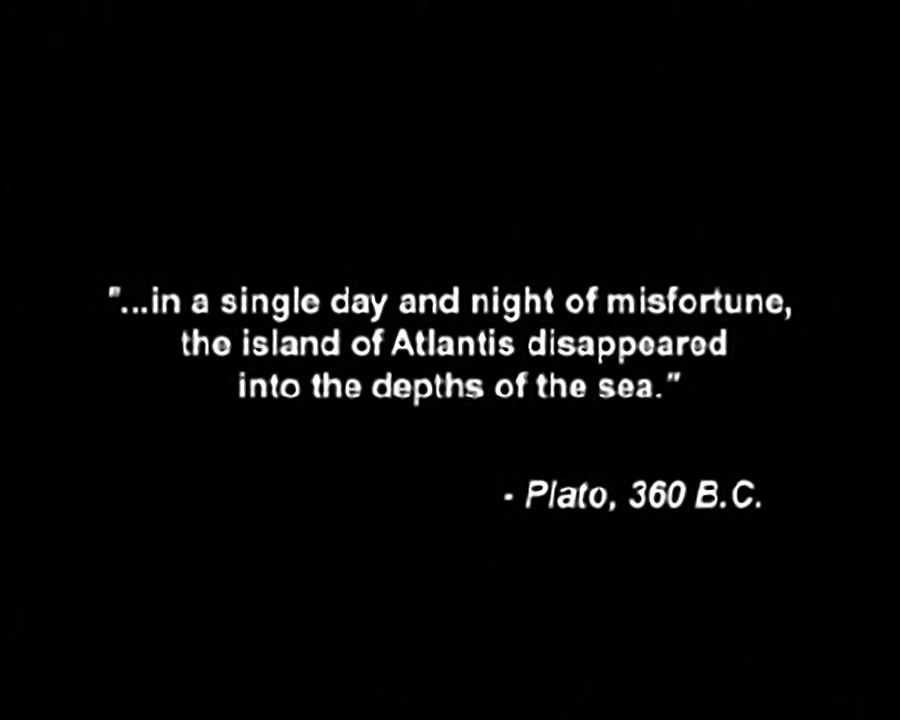 "...in a single day and night of misfortune,
the island of Atlantis disappeared
into the depths of the sea."
- Plato, 360 B.C.